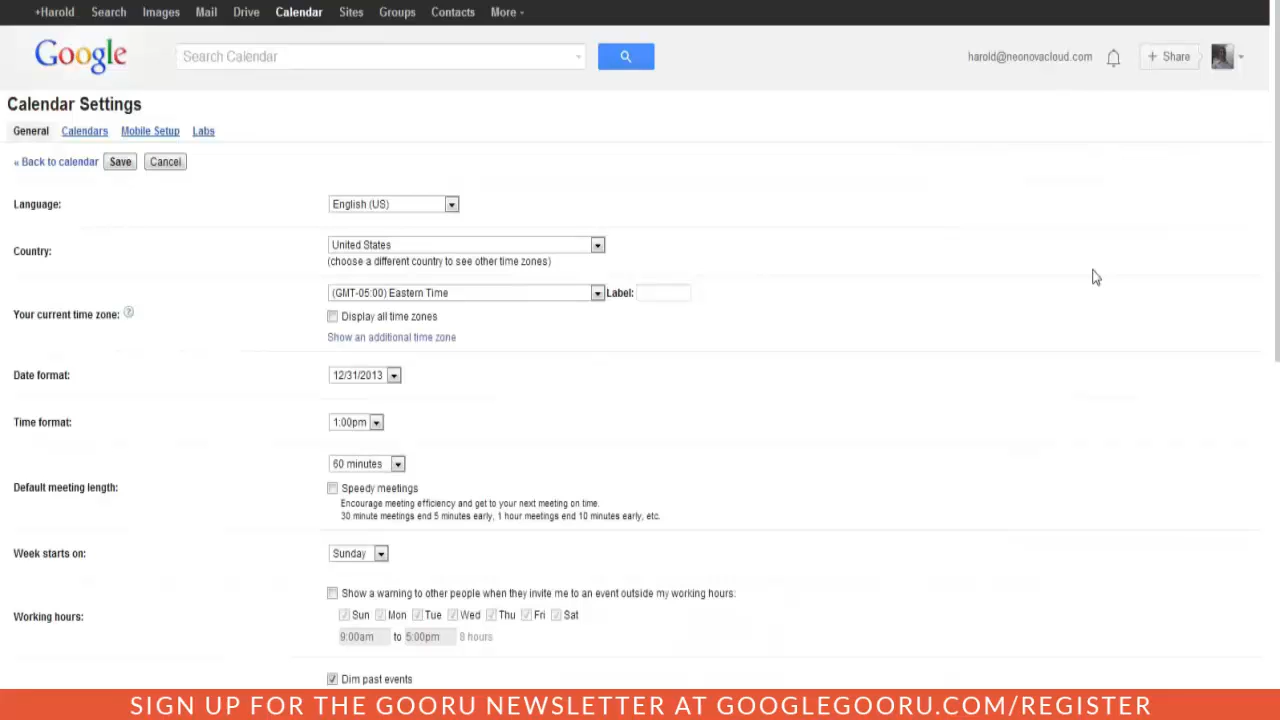 +Harold Search Images Mail Drive Calendar Sites Groups Contacts More
Google Search Calendar harold@neonovacloud.com + Share
Calendar Settings
General Calendars Mobile Setup Labs
« Back to calendar Save Cancel
Language: English (US)
Country: United States
(choose a different country to see other time zones)
Your current time zone: ? (GMT-05:00) Eastern Time Label:
Display all time zones
Show an additional time zone
Date format: 12/31/2013
Time format: 1:00pm
Default meeting length: 60 minutes
Speedy meetings
Encourage meeting efficiency and get to your next meeting on time.
30 minute meetings end 5 minutes early, 1 hour meetings end 10 minutes early, etc.
Week starts on: Sunday
Working hours: Show a warning to other people when they invite me to an event outside my working hours:
Sun Mon Tue Wed Thu Fri Sat
9:00am to 5:00pm 8 hours
Dim past events
SIGN UP FOR THE GOORU NEWSLETTER AT GOOGLEGOORU.COM/REGISTER